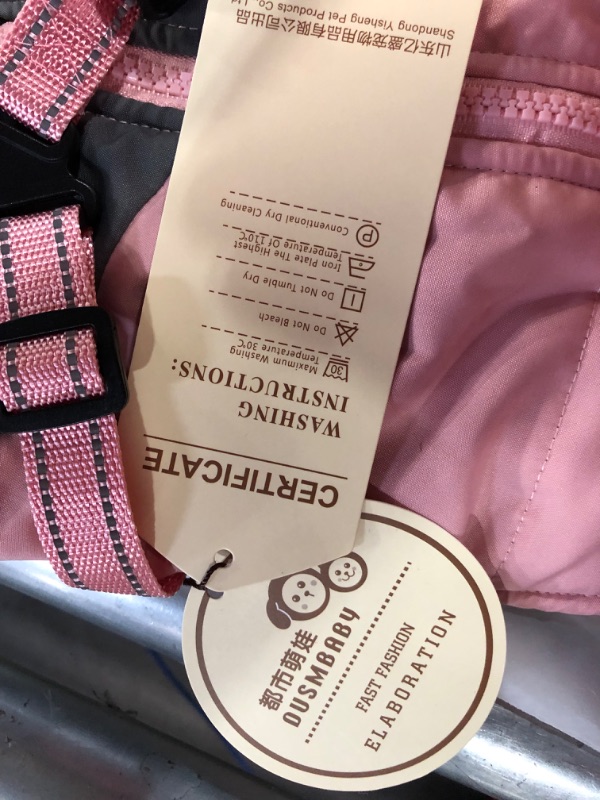 CERTIFICATE
WASHING
INSTRUCTIONS:
30
Maximum Washing
Temperature 30℃
Do Not Bleach
Do Not Tumble Dry
Iron Plate The Highest
Temperature Of 110℃
P
Conventional Dry Cleaning
山东亿盛宠物用品有限公司出品
Shandong Yisheng Pet Products Co., Ltd
都市萌娃
DUSMBABY
FAST FASHION
ELABORATION